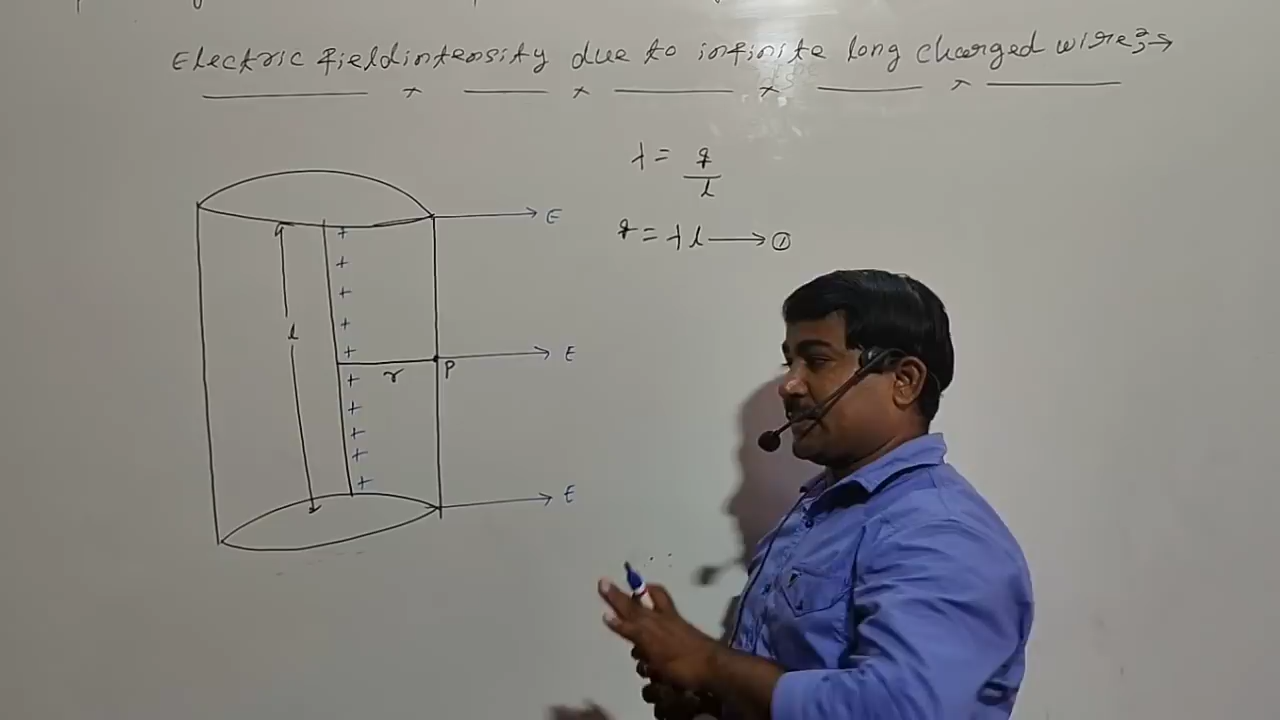 Electric field intensity due to infinite long charged wire:→
λ = q/l
q = λl → ①
E
l
r
P
E
E
+
+
+
+
+
+
+
+
+
+